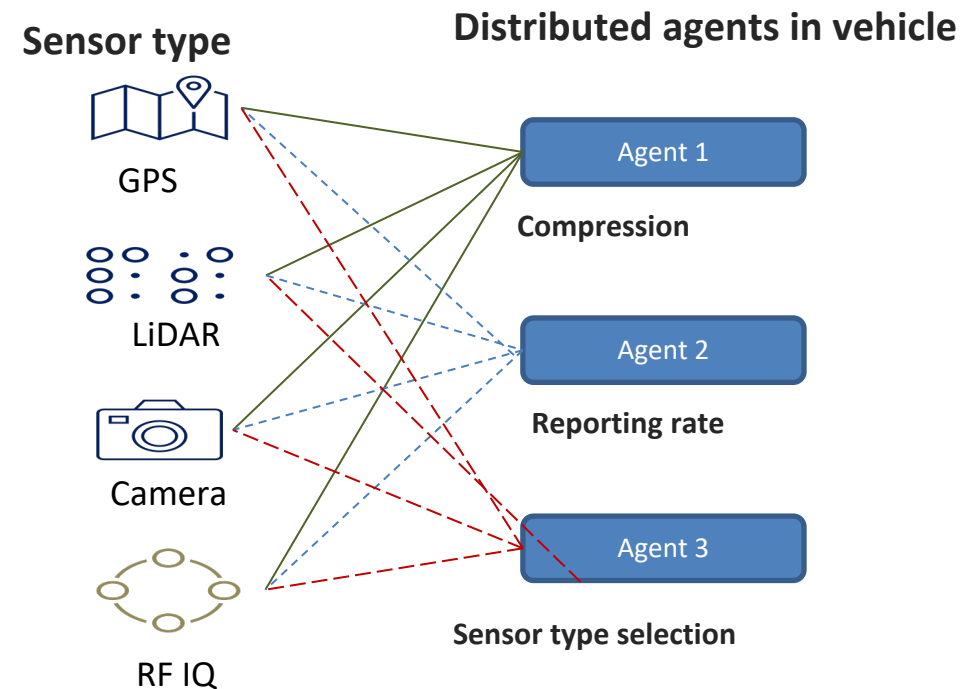 Sensor type
Distributed agents in vehicle
GPS
LiDAR
Camera
RF IQ
Agent 1
Compression
Agent 2
Reporting rate
Agent 3
Sensor type selection